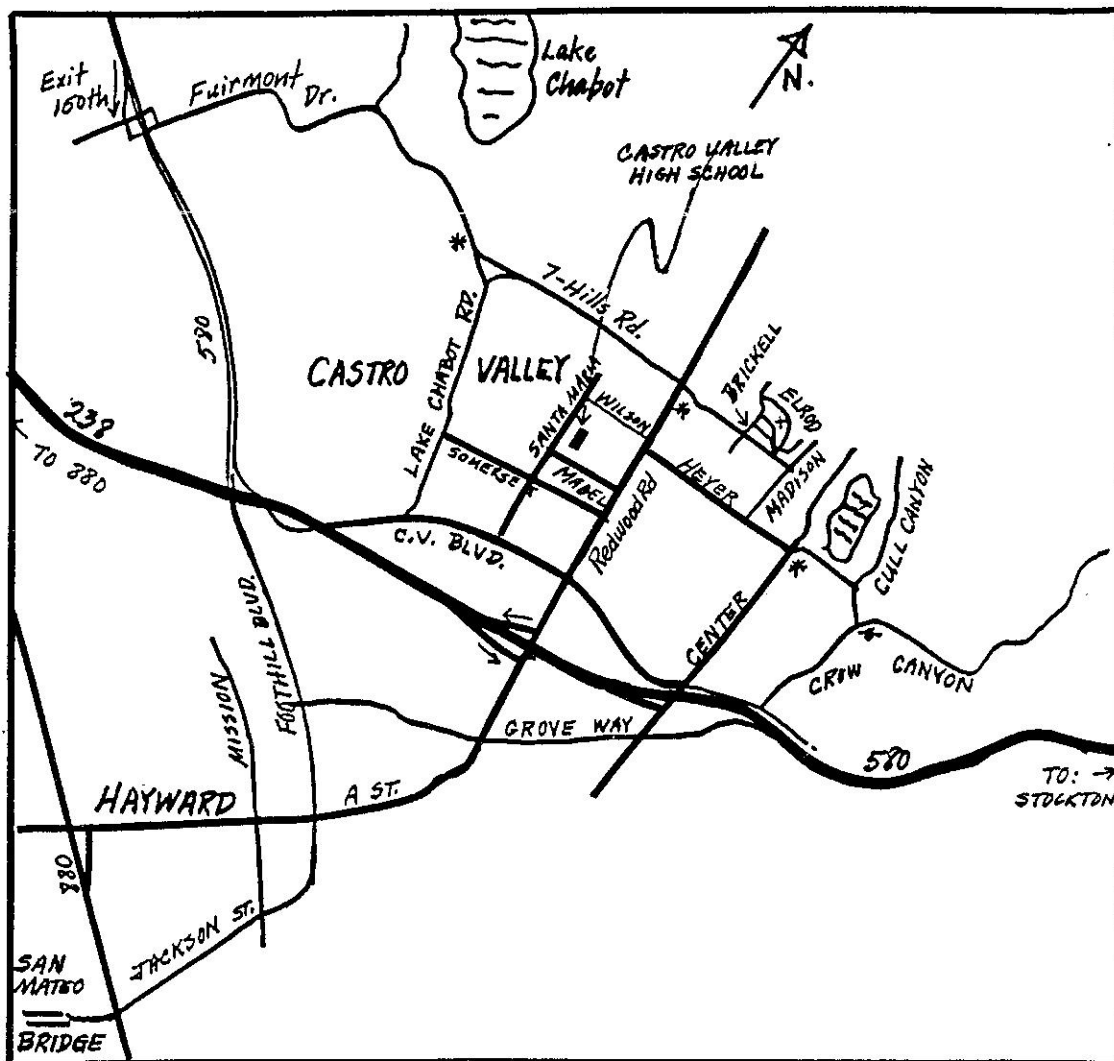 Lake
Chabot
N.
Exit
150th
Fairmont
Dr.
CASTRO VALLEY
HIGH SCHOOL
7-Hills Rd.
580
LAKE CHABOT RD.
CASTRO VALLEY
BRICKELL
ELROD
SANTA MARIA
WILSON
238
TO 880
SOMERSE
MABEL
HEYER
MADISON
Redwood Rd
C.V. BLVD.
CULL CANYON
CENTER
CROW CANYON
FOOTHILL BLVD.
MISSION
GROVE WAY
580
TO:
STOCKTON
HAYWARD
A ST.
880
JACKSON ST.
SAN
MATEO
BRIDGE